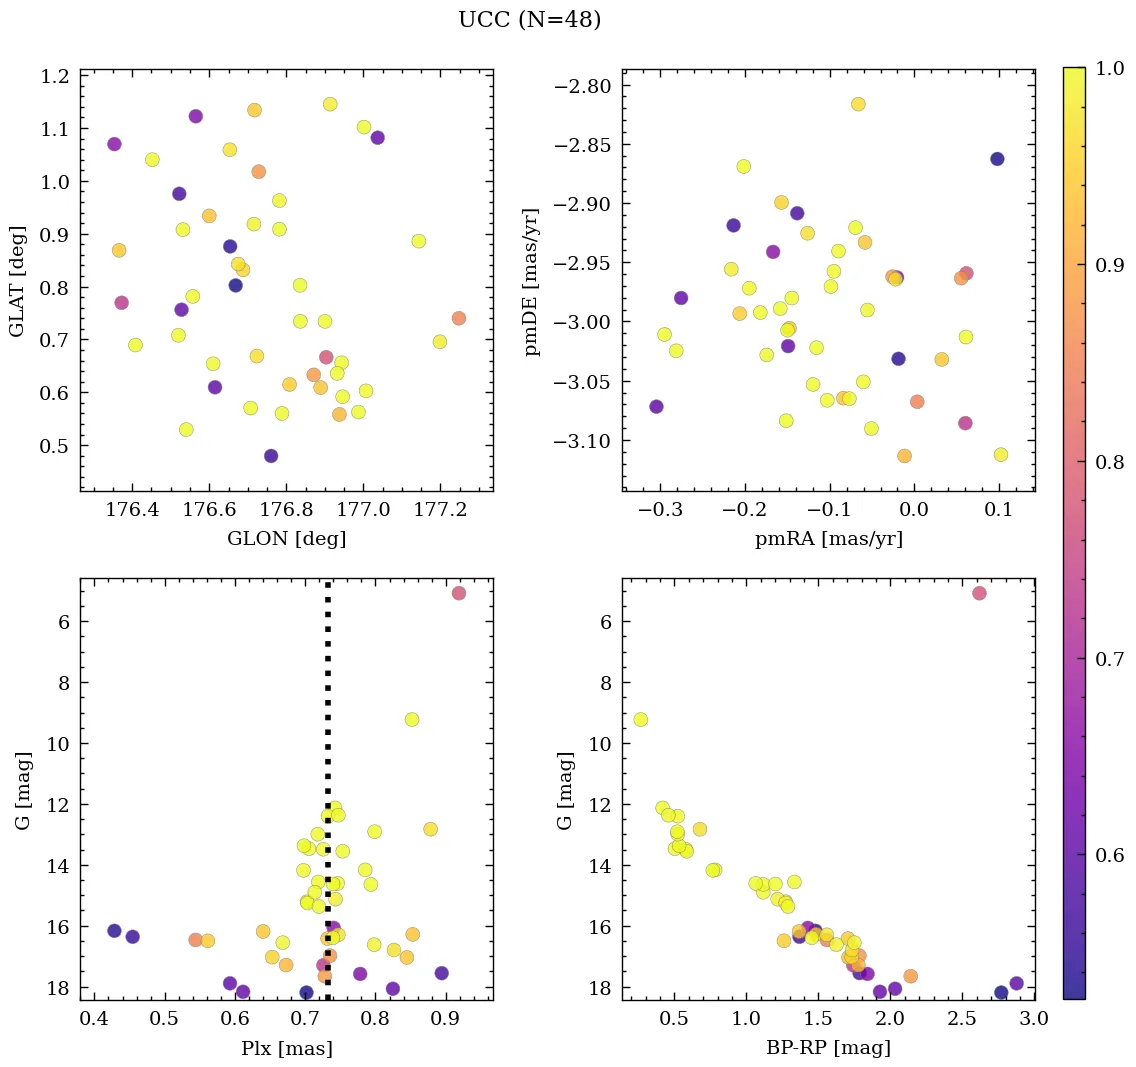 UCC (N=48)
1.2
1.1
1.0
0.9
0.8
0.7
0.6
0.5
GLAT [deg]
176.4 176.6 176.8 177.0 177.2
GLON [deg]
−2.80
−2.85
−2.90
−2.95
−3.00
−3.05
−3.10
pmDE [mas/yr]
−0.3 −0.2 −0.1 0.0 0.1
pmRA [mas/yr]
6
8
10
12
14
16
18
G [mag]
0.4 0.5 0.6 0.7 0.8 0.9
Plx [mas]
6
8
10
12
14
16
18
G [mag]
0.5 1.0 1.5 2.0 2.5 3.0
BP-RP [mag]
1.0
0.9
0.8
0.7
0.6